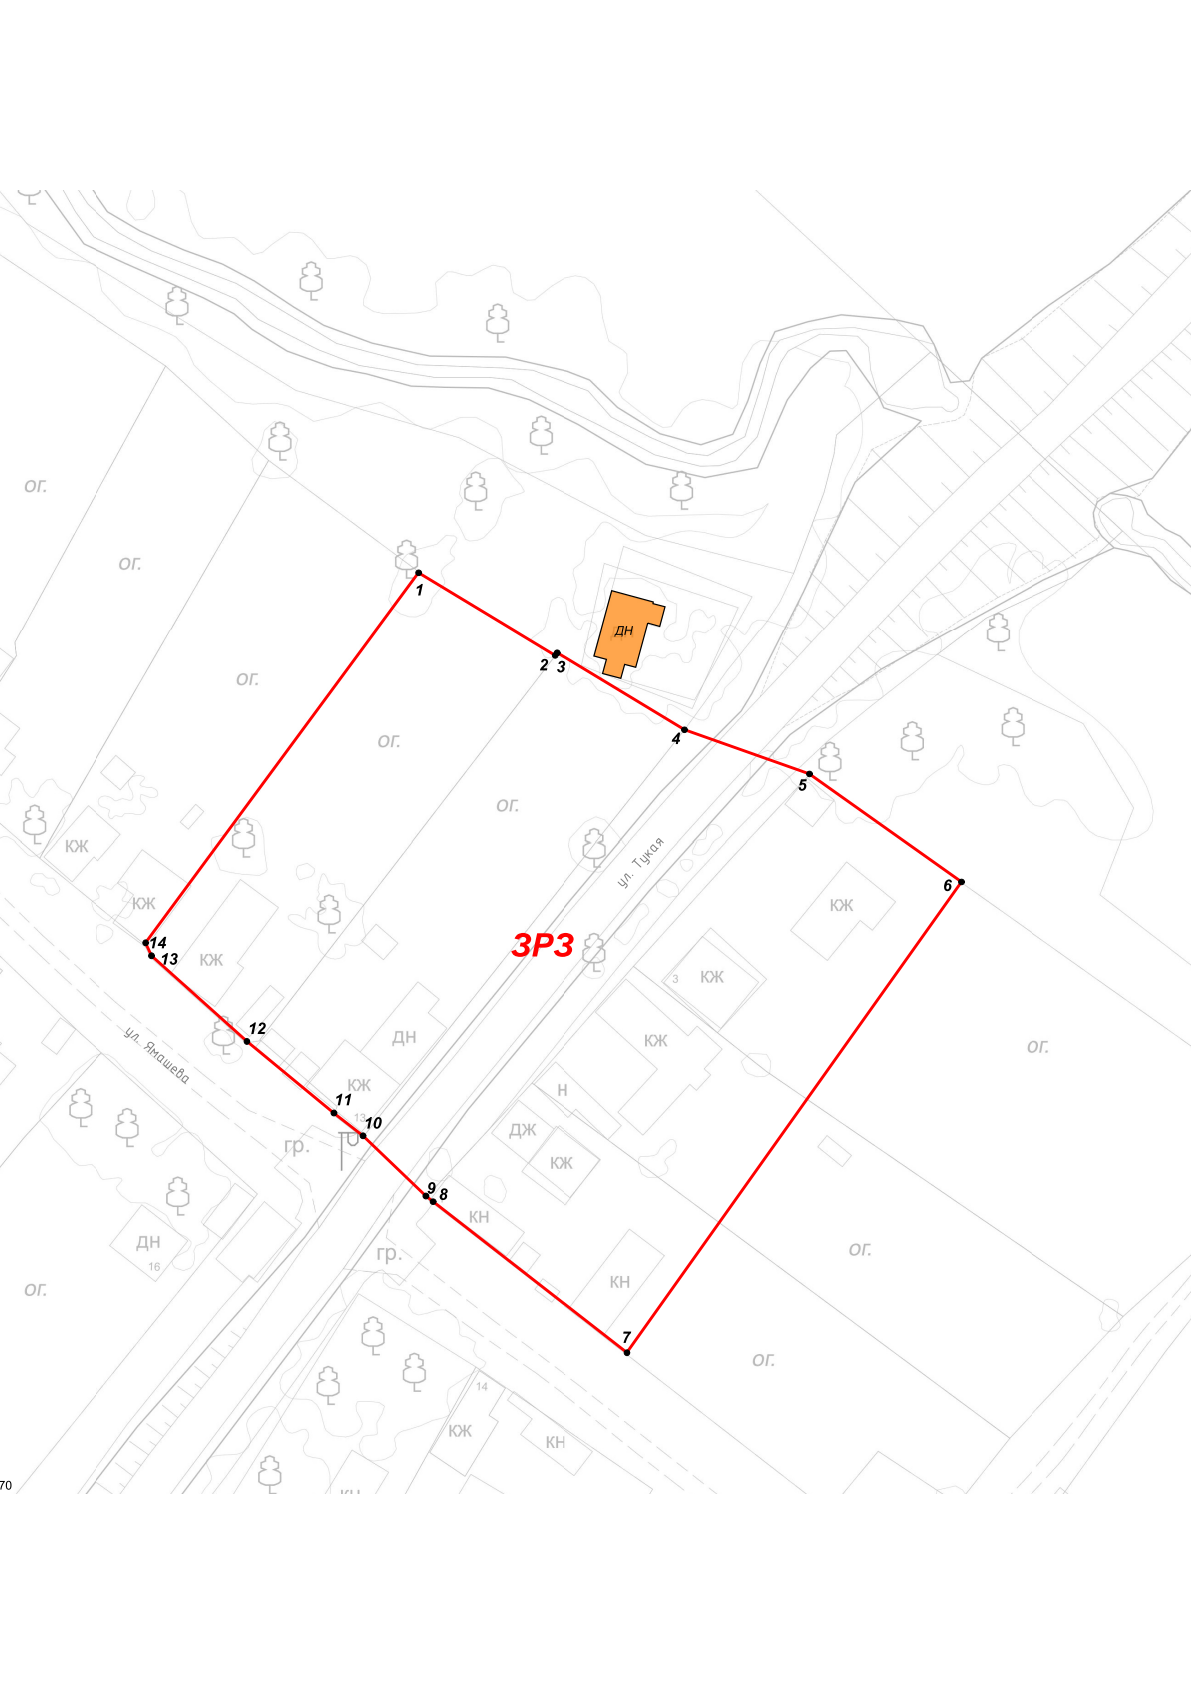 ог.
ог.
1
ДН
2
3
ог.
4
ог.
5
ог.
КЖ
ул. Тукая
6
КЖ
КЖ
14
13
КЖ
ЗРЗ
3
КЖ
12
ДН
КЖ
ог.
ул. Ямашева
КЖ
Н
11
13
10
гр.
ДЖ
КЖ
9
8
КН
ДН
16
гр.
ог.
КН
ог.
7
ог.
14
КЖ
КН
70